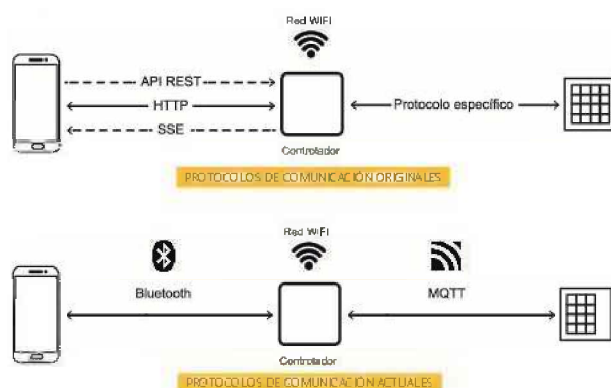 Red WIFI
API REST
HTTP
Protocolo específico
SSE
Controlador
PROTOCOLOS DE COMUNICACIÓN ORIGINALES
Red WIFI
Bluetooth
MQTT
Controlador
PROTOCOLOS DE COMUNICACIÓN ACTUALES